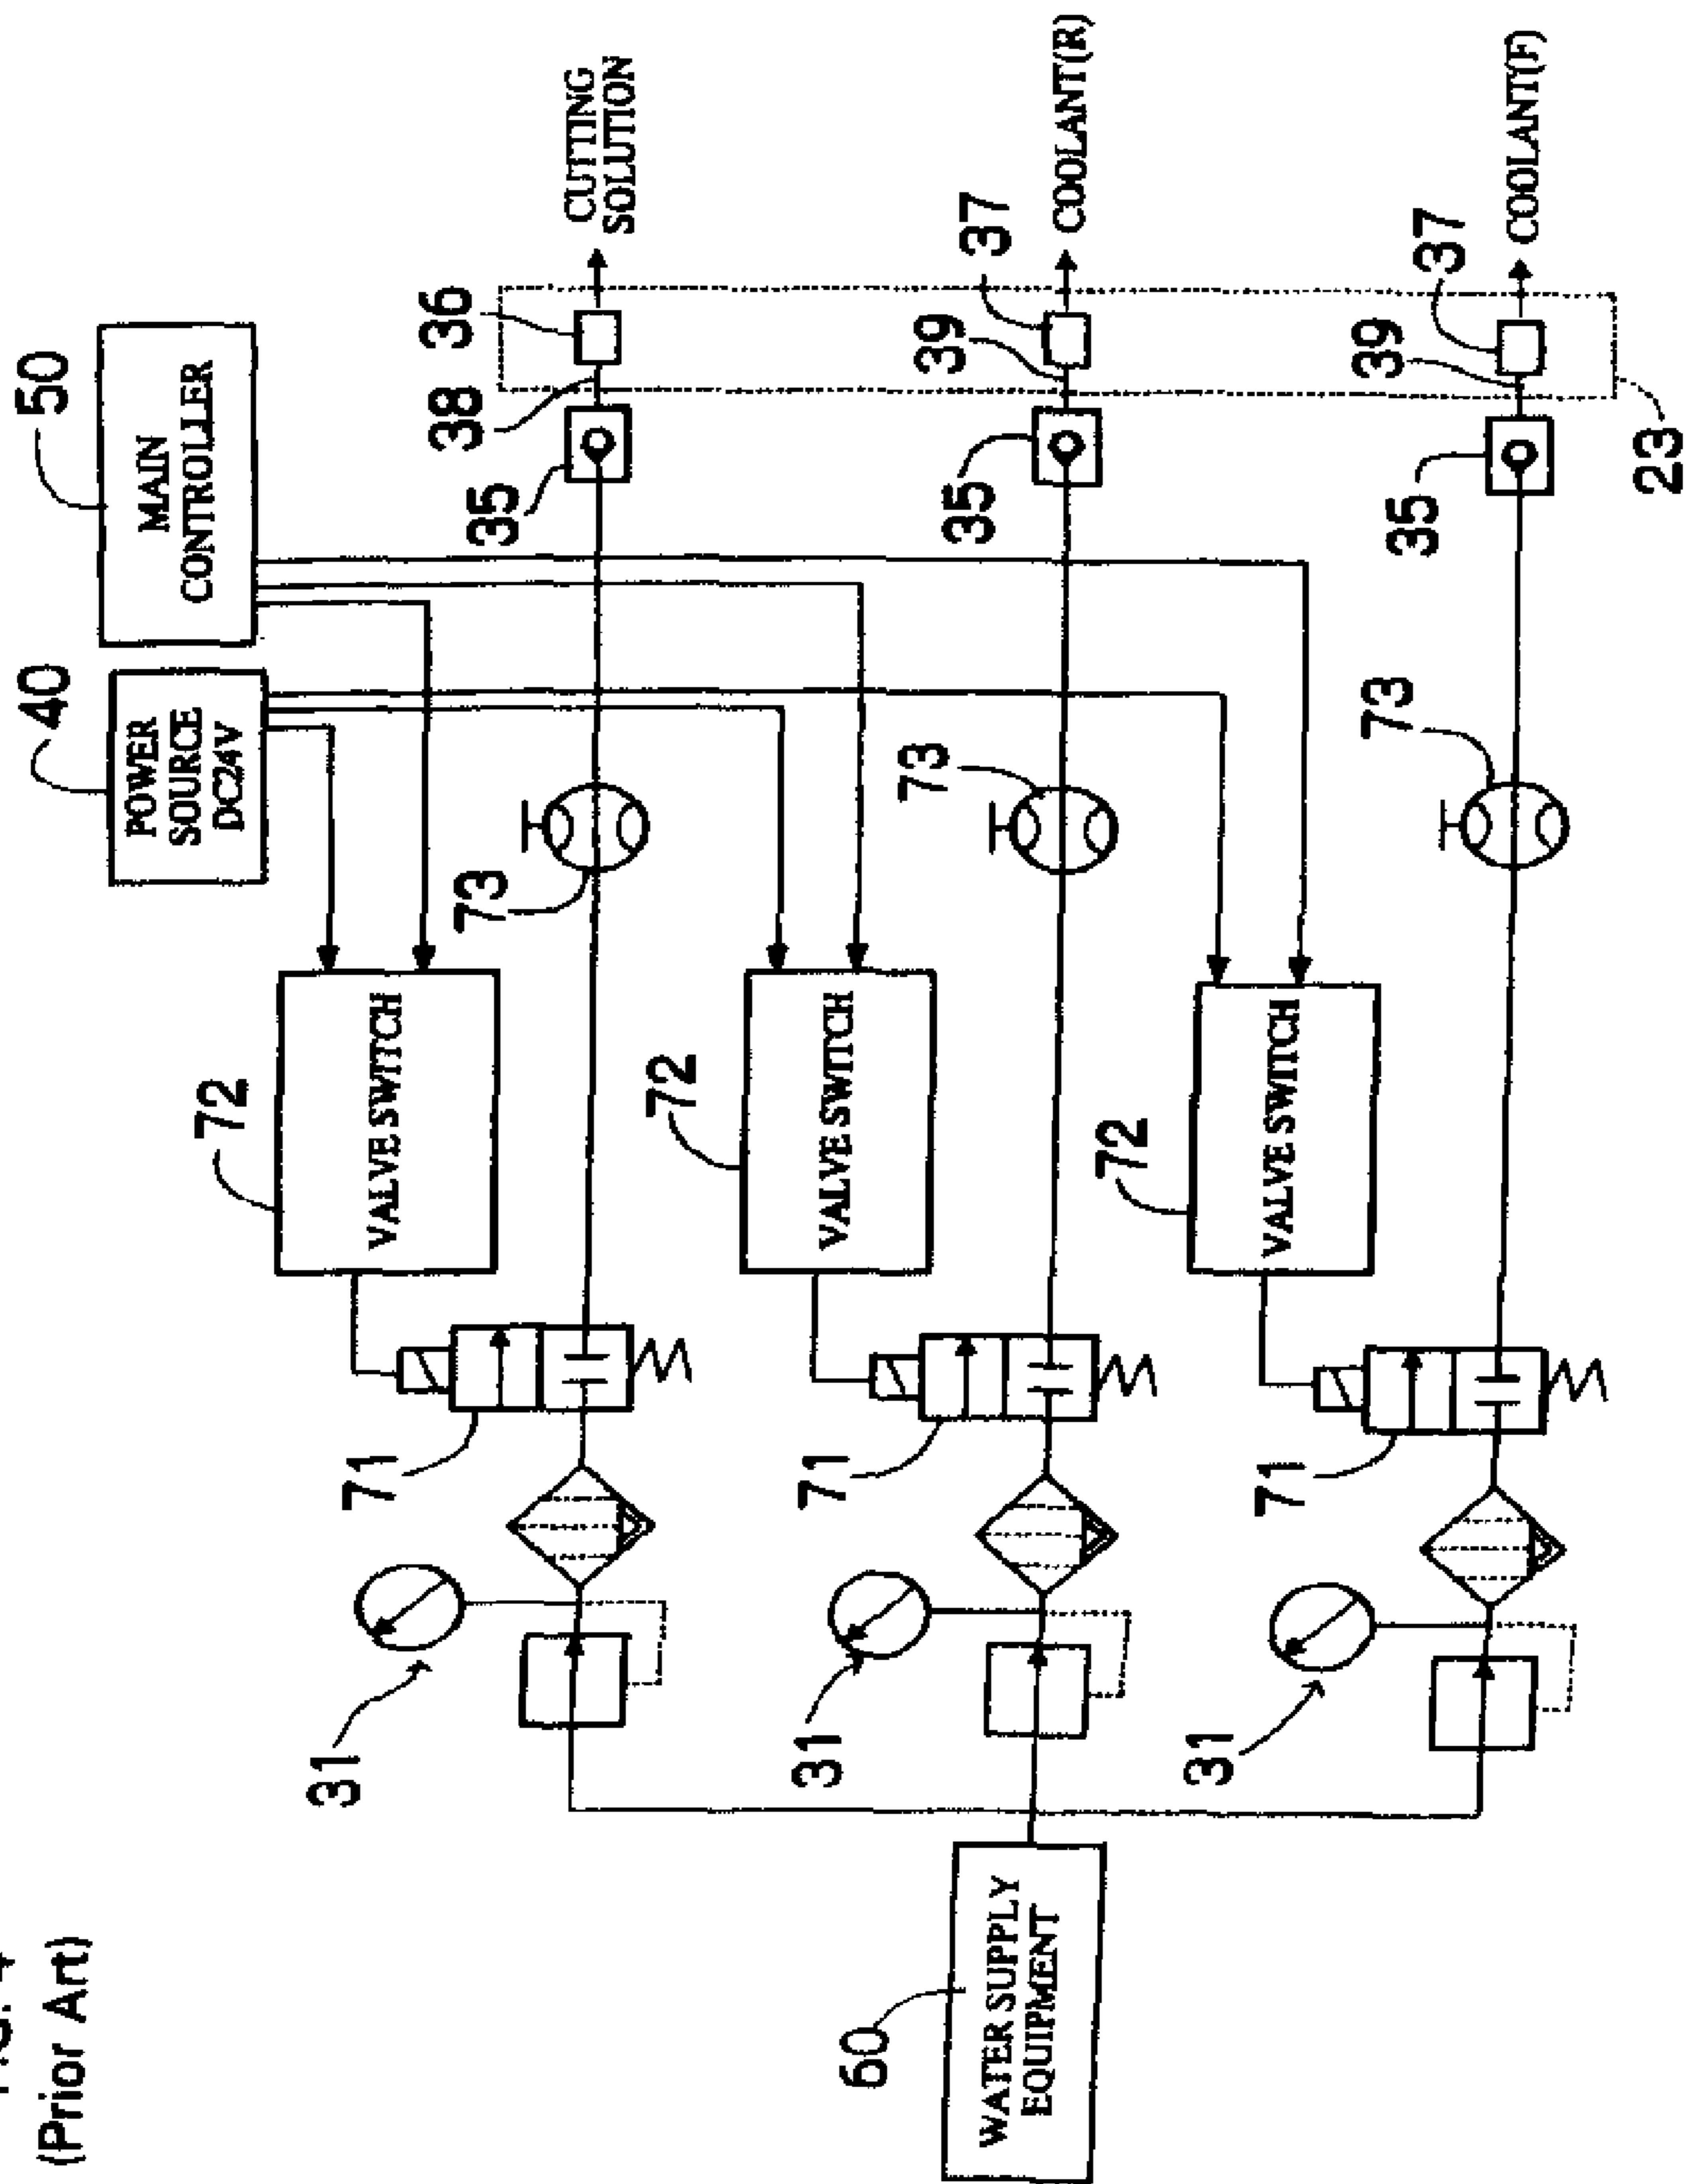 (Prior Art)
50
MAIN
CONTROLLER
40
POWER
SOURCE
DC24V
72
VALVE SWITCH
72
VALVE SWITCH
72
VALVE SWITCH
31
71
73
35
38
36
CUTTING
SOLUTION
31
71
73
35
39
37
COOLANT(R)
31
71
73
35
39
37
COOLANT(F)
23
60
WATER SUPPLY
EQUIPMENT